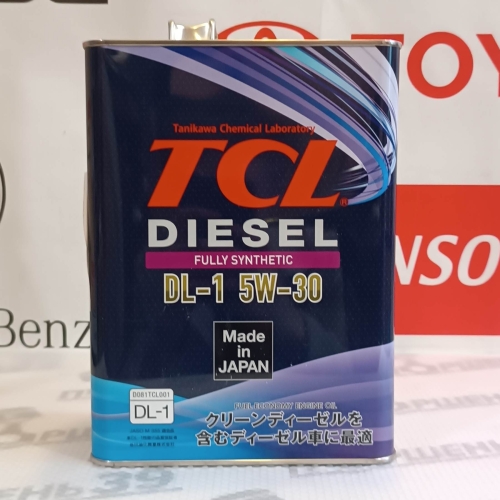 TOYO
Tanikawa Chemical Laboratory
TCL®
DIESEL
FULLY SYNTHETIC
DL-1 5W-30
NSO
Benz
Made
in
JAPAN
D081TCL001
DL-1
FUEL ECONOMY ENGINE OIL
クリーンディーゼルを
含むディーゼル車に最適